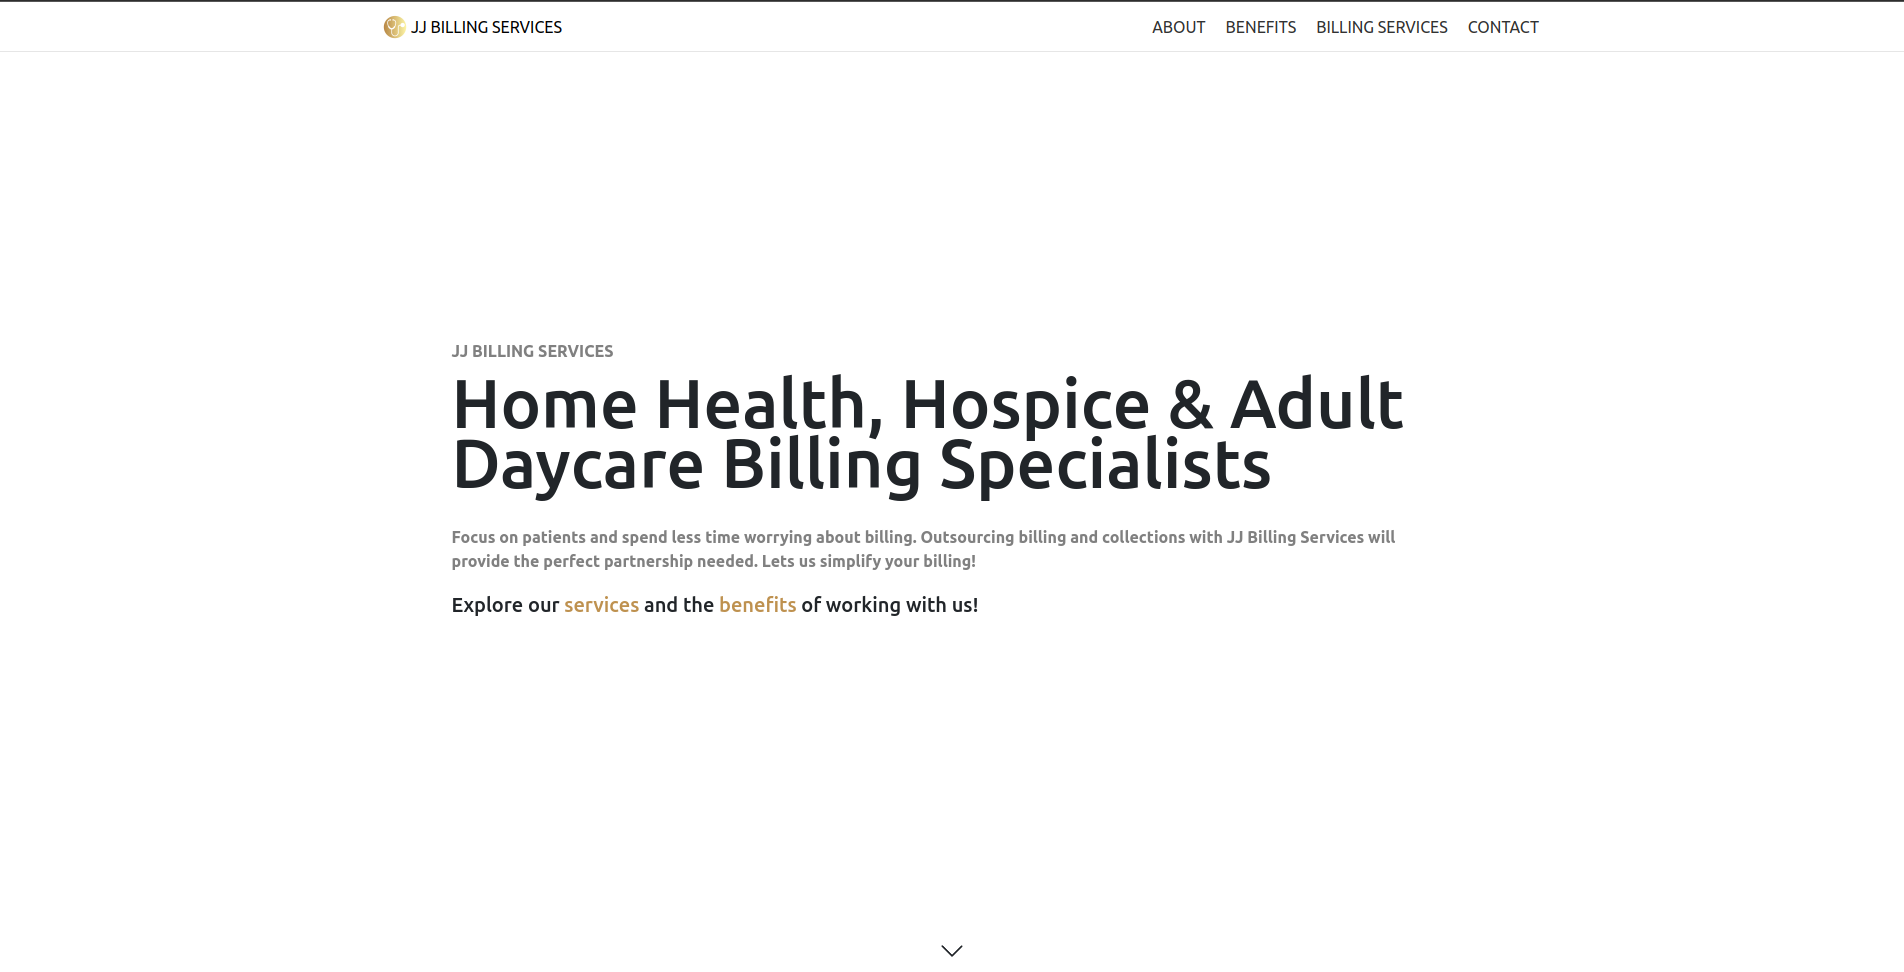 JJ BILLING SERVICES
ABOUT BENEFITS BILLING SERVICES CONTACT
JJ BILLING SERVICES
Home Health, Hospice & Adult
Daycare Billing Specialists
Focus on patients and spend less time worrying about billing. Outsourcing billing and collections with JJ Billing Services will
provide the perfect partnership needed. Lets us simplify your billing!
Explore our services and the benefits of working with us!